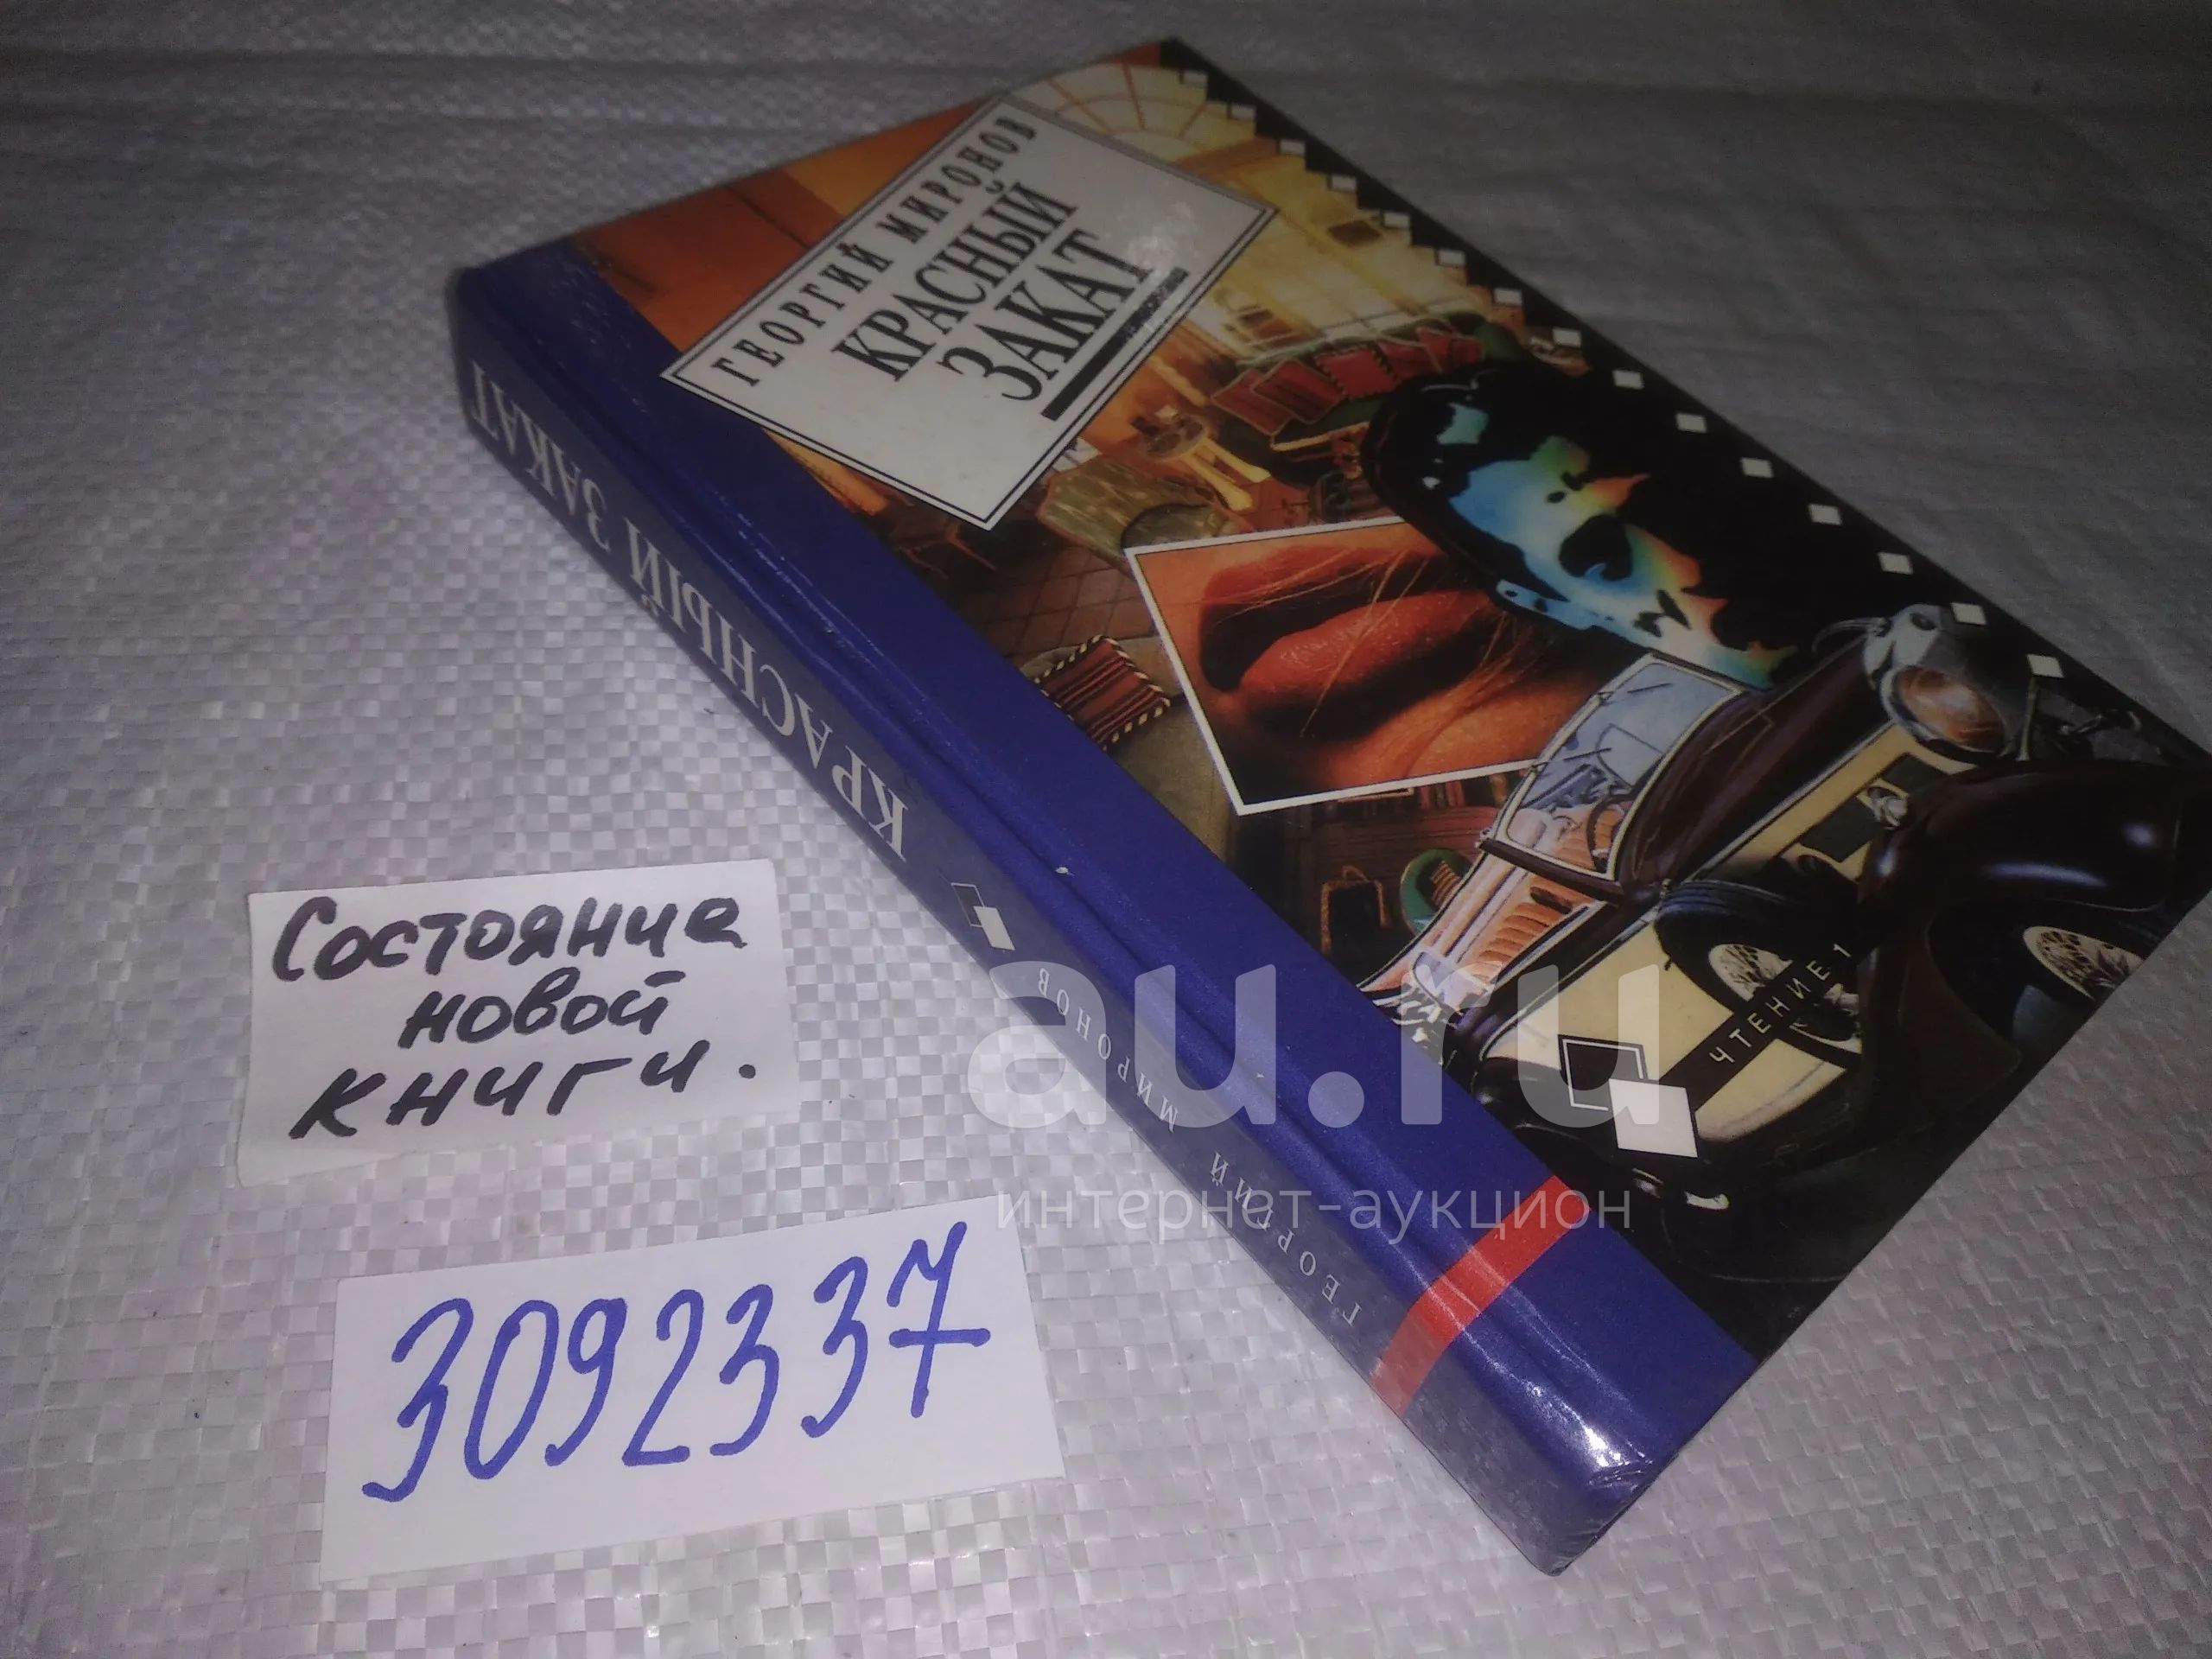 ГЕОРГИЙ МИРОНОВ
КРАСНЫЙ
ЗАКАТ
ЧТЕНИЕ 1
ГЕОРГИЙ МИРОНОВ
КРАСНЫЙ ЗАКАТ
Состояние
новой
книги.
3092337
au.ru
интернет-аукцион